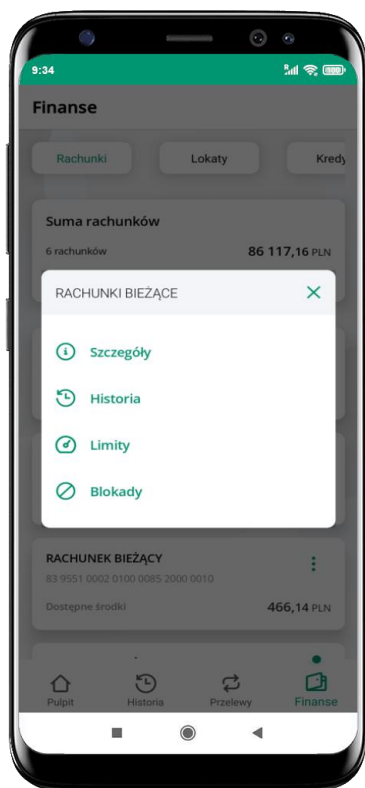 9:34
Finanse
Rachunki Lokaty Kredy
Suma rachunków
6 rachunków 86 117,16 PLN
RACHUNKI BIEŻĄCE
Szczegóły
Historia
Limity
Blokady
RACHUNEK BIEŻĄCY
83 9551 0002 0100 0085 2000 0010
Dostępne środki 466,14 PLN
Pulpit Historia Przelewy Finanse